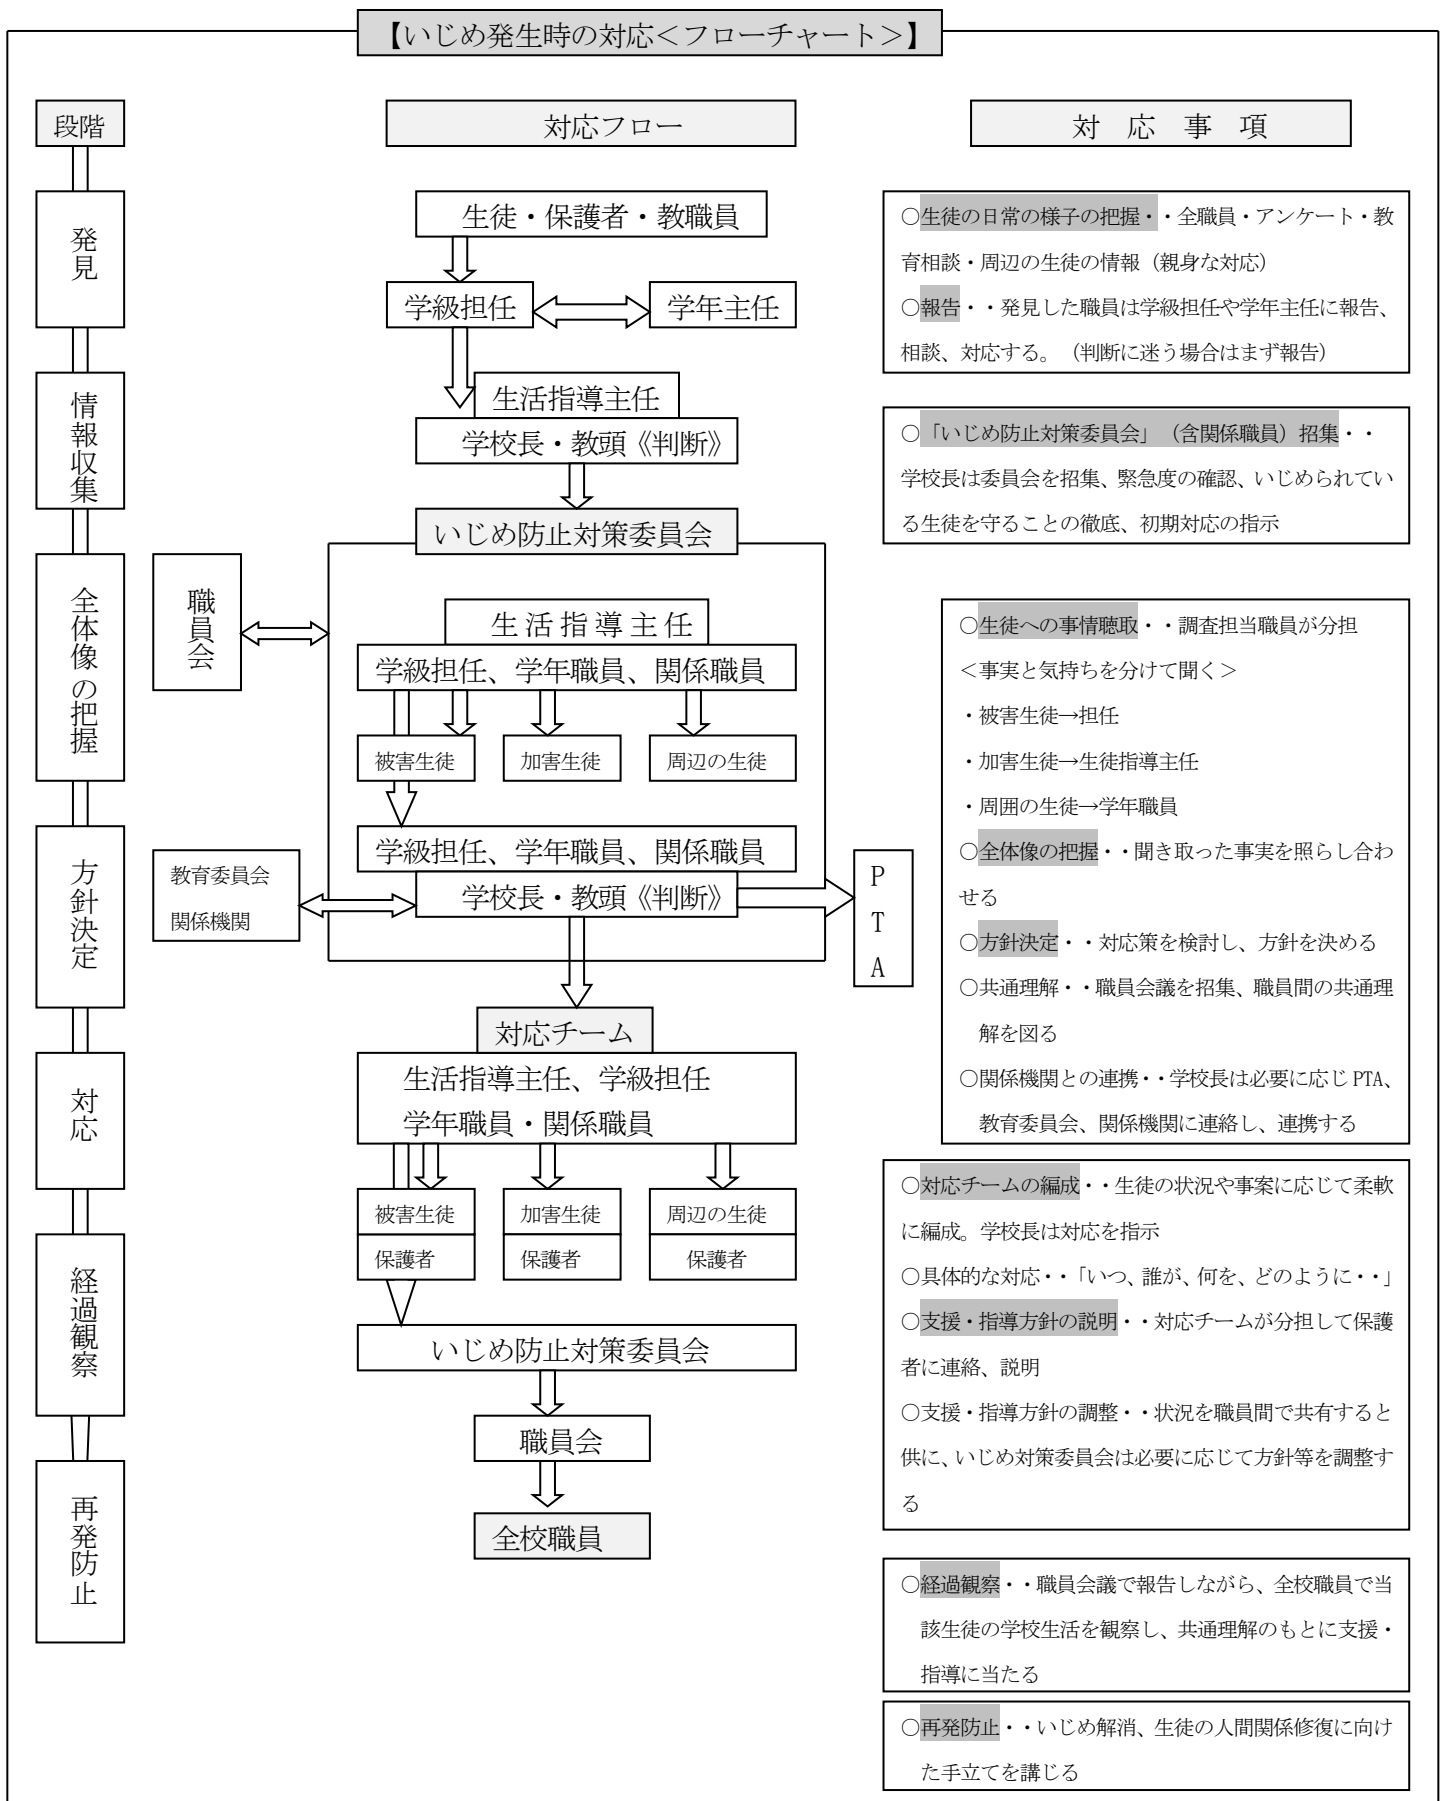 【いじめ発生時の対応＜フローチャート＞】
段階
対応フロー
対 応 事 項
発見
情報収集
全体像の把握
方針決定
対応
経過観察
再発防止
生徒・保護者・教職員
学級担任
学年主任
生活指導主任
学校長・教頭《判断》
いじめ防止対策委員会
職員会
生活指導主任
学級担任、学年職員、関係職員
被害生徒
加害生徒
周辺の生徒
学級担任、学年職員、関係職員
学校長・教頭《判断》
教育委員会
関係機関
PTA
対応チーム
生活指導主任、学級担任
学年職員・関係職員
被害生徒
加害生徒
周辺の生徒
保護者
保護者
保護者
いじめ防止対策委員会
職員会
全校職員
○生徒の日常の様子の把握・・全職員・アンケート・教
育相談・周辺の生徒の情報（親身な対応）
○報告・・発見した職員は学級担任や学年主任に報告、
相談、対応する。（判断に迷う場合はまず報告）
○「いじめ防止対策委員会」（含関係職員）招集・・
学校長は委員会を招集、緊急度の確認、いじめられてい
る生徒を守ることの徹底、初期対応の指示
○生徒への事情聴取・・調査担当職員が分担
＜事実と気持ちを分けて聞く＞
・被害生徒→担任
・加害生徒→生徒指導主任
・周囲の生徒→学年職員
○全体像の把握・・聞き取った事実を照らし合わ
せる
○方針決定・・対応策を検討し、方針を決める
○共通理解・・職員会議を招集、職員間の共通理
解を図る
○関係機関との連携・・学校長は必要に応じPTA、
教育委員会、関係機関に連絡し、連携する
○対応チームの編成・・生徒の状況や事案に応じて柔軟
に編成。学校長は対応を指示
○具体的な対応・・「いつ、誰が、何を、どのように・・」
○支援・指導方針の説明・・対応チームが分担して保護
者に連絡、説明
○支援・指導方針の調整・・状況を職員間で共有すると
供に、いじめ対策委員会は必要に応じて方針等を調整す
る
○経過観察・・職員会議で報告しながら、全校職員で当
該生徒の学校生活を観察し、共通理解のもとに支援・
指導に当たる
○再発防止・・いじめ解消、生徒の人間関係修復に向け
た手立てを講じる